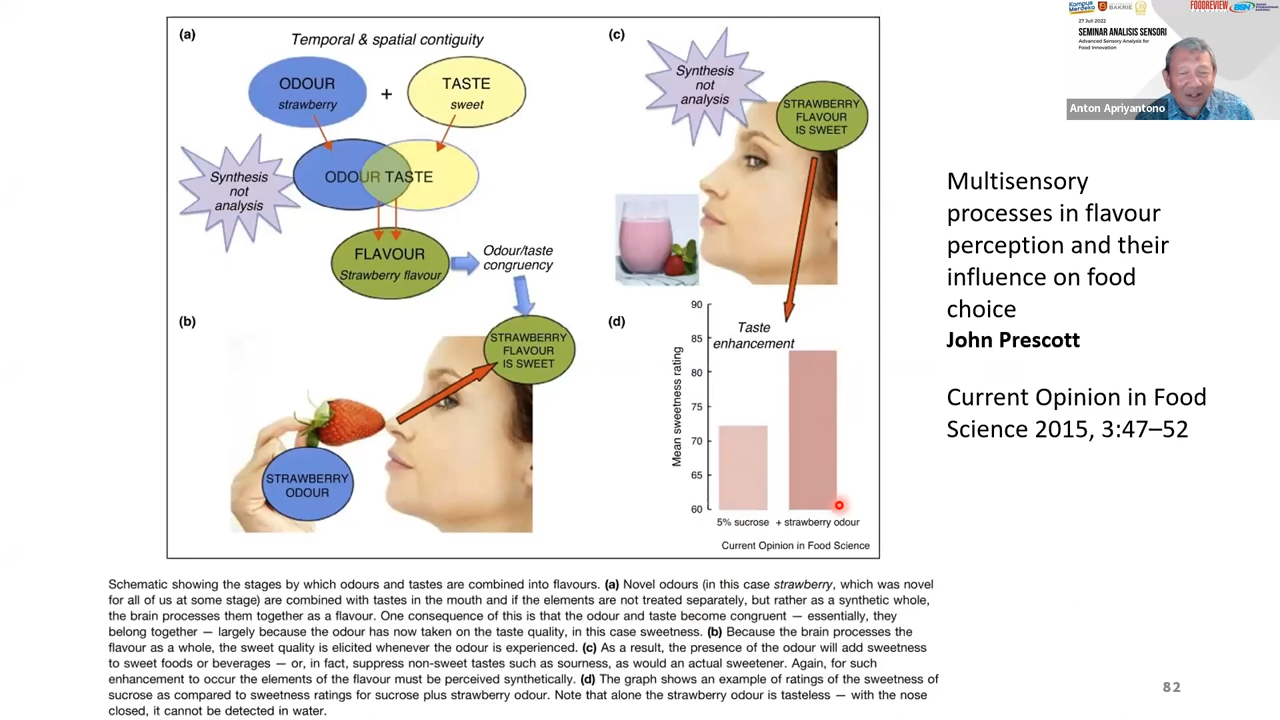 (a)
Temporal & spatial contiguity
ODOUR
strawberry
+
TASTE
sweet
Synthesis
not
analysis
ODOUR TASTE
FLAVOUR
Strawberry flavour
Odour/taste
congruency
(b)
STRAWBERRY
FLAVOUR
IS SWEET
STRAWBERRY
ODOUR
(c)
Synthesis
not
analysis
STRAWBERRY
FLAVOUR
IS SWEET
(d)
Taste
enhancement
Mean sweetness rating
90
85
80
75
70
65
60
5% sucrose
+ strawberry odour
Current Opinion in Food Science
Schematic showing the stages by which odours and tastes are combined into flavours. (a) Novel odours (in this case strawberry, which was novel
for all of us at some stage) are combined with tastes in the mouth and if the elements are not treated separately, but rather as a synthetic whole,
the brain processes them together as a flavour. One consequence of this is that the odour and taste become congruent — essentially, they
belong together — largely because the odour has now taken on the taste quality, in this case sweetness. (b) Because the brain processes the
flavour as a whole, the sweet quality is elicited whenever the odour is experienced. (c) As a result, the presence of the odour will add sweetness
to sweet foods or beverages — or, in fact, suppress non-sweet tastes such as sourness, as would an actual sweetener. Again, for such
enhancement to occur the elements of the flavour must be perceived synthetically. (d) The graph shows an example of ratings of the sweetness of
sucrose as compared to sweetness ratings for sucrose plus strawberry odour. Note that alone the strawberry odour is tasteless — with the nose
closed, it cannot be detected in water.
Kampus
Merdeka
BAKRIE
FOODREVIEW
BSN
27 Juli 2022
SEMINAR ANALISIS SENSORI
Advanced Sensory Analysis for
Food Innovation
Anton Apriyantono
Multisensory
processes in flavour
perception and their
influence on food
choice
John Prescott
Current Opinion in Food
Science 2015, 3:47–52
82